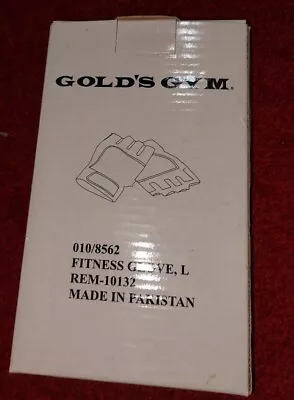 GOLD'S GYM®
010/8562
FITNESS GLOVE, L
REM-10132
MADE IN PAKISTAN